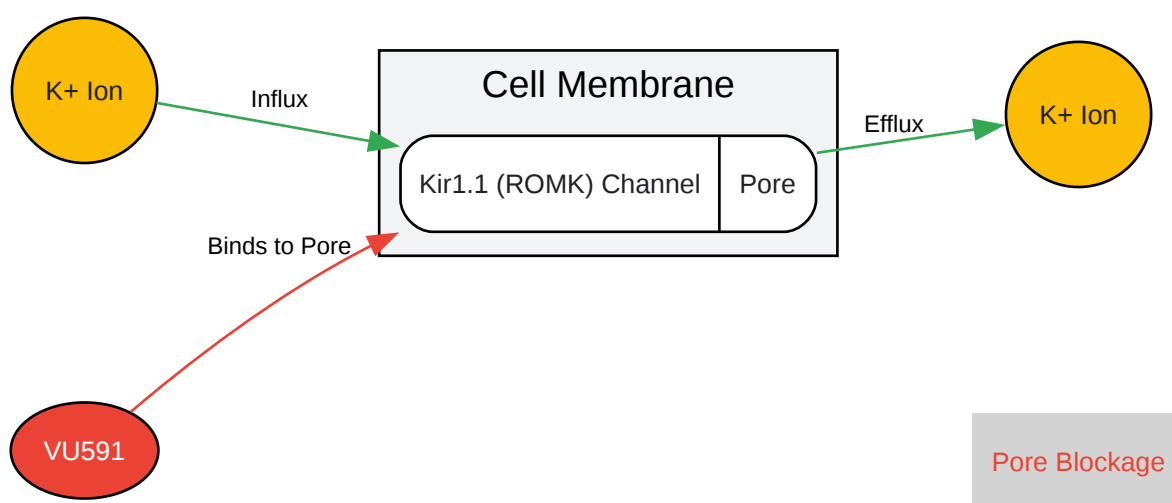 K+ Ion
Influx
Cell Membrane
Kir1.1 (ROMK) Channel
Pore
Efflux
K+ Ion
Binds to Pore
VU591
Pore Blockage